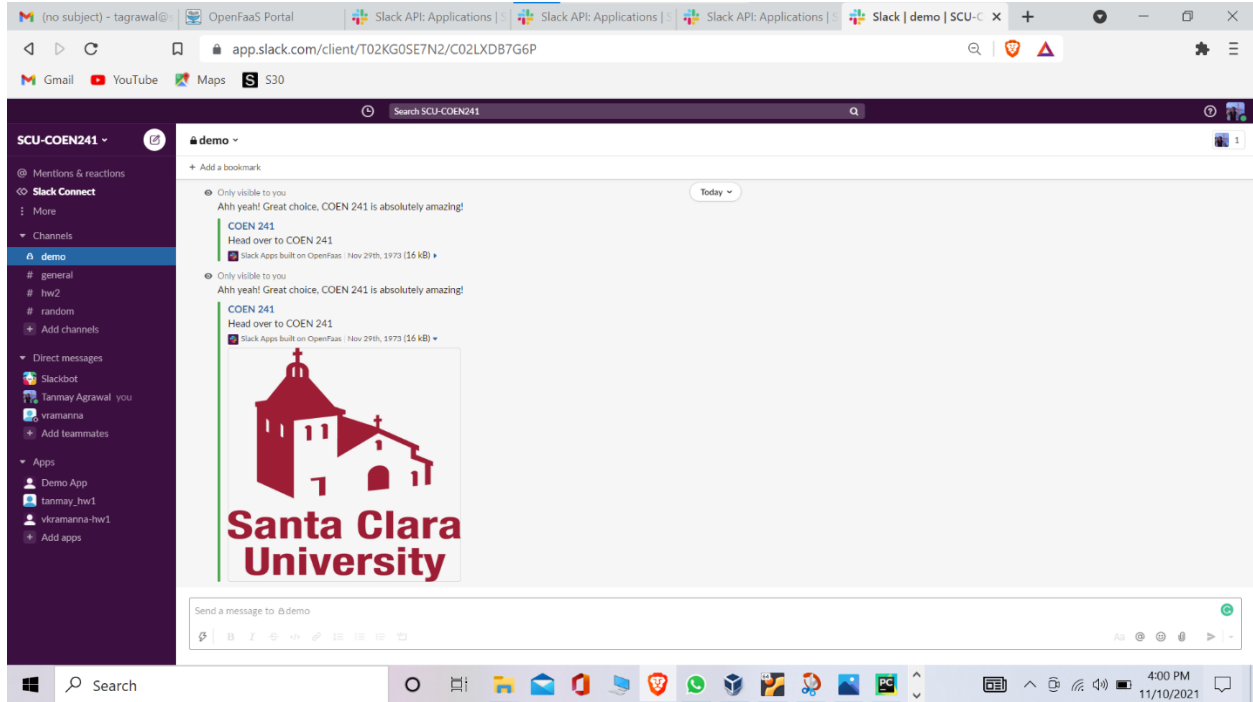 (no subject) - tagrawal@s
OpenFaaS Portal
Slack API: Applications | S
Slack API: Applications | S
Slack API: Applications | S
Slack | demo | SCU-C
app.slack.com/client/T02KG0SE7N2/C02LXDB7G6P
Gmail
YouTube
Maps
S S30
Search SCU-COEN241
SCU-COEN241
demo
1
+ Add a bookmark
@ Mentions & reactions
Slack Connect
More
Channels
demo
# general
# hw2
# random
+ Add channels
Direct messages
Slackbot
Tanmay Agrawal you
vramanna
+ Add teammates
Apps
Demo App
tanmay_hw1
vkramanna-hw1
+ Add apps
Today
Only visible to you
Ahh yeah! Great choice, COEN 241 is absolutely amazing!
COEN 241
Head over to COEN 241
Slack Apps built on OpenFaas | Nov 29th, 1973 (16 kB)
Only visible to you
Ahh yeah! Great choice, COEN 241 is absolutely amazing!
COEN 241
Head over to COEN 241
Slack Apps built on OpenFaas | Nov 29th, 1973 (16 kB)
Santa Clara
University
Send a message to demo
B I S </>
Aa @
Search
PC
4:00 PM
11/10/2021